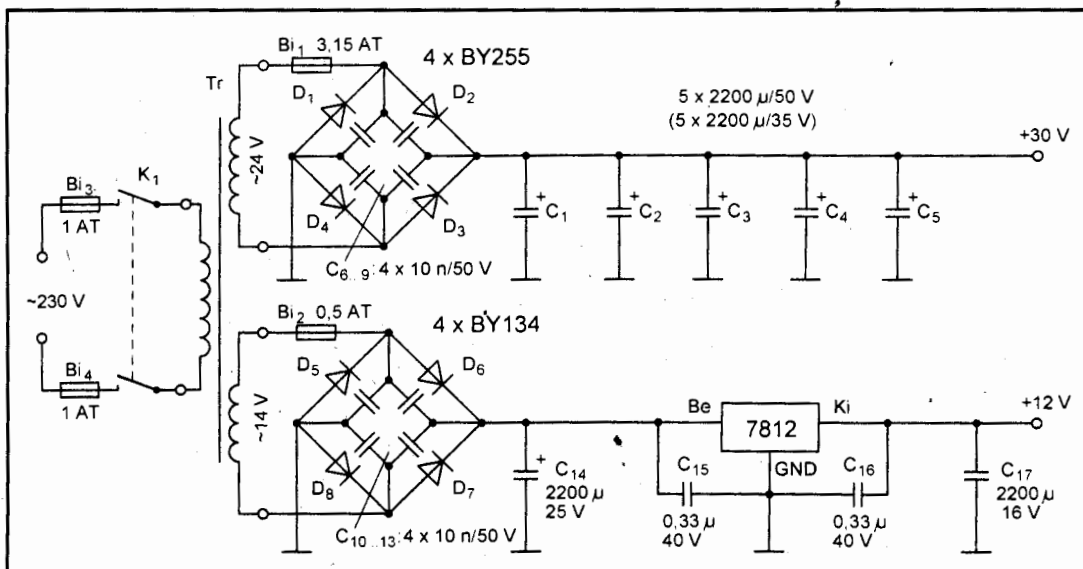 Bi1 3,15 AT
4 x BY255
Tr
D1
D2
5 x 2200 µ/50 V
(5 x 2200 µ/35 V)
+30 V
~24 V
Bi3
K1
1 AT
D4
D3
+ C1
+ C2
+ C3
+ C4
+ C5
C6..9: 4 x 10 n/50 V
~230 V
Bi2 0,5 AT
4 x BY134
D5
D6
Bi4
1 AT
~14 V
Be
7812
Ki
+12 V
GND
D8
D7
+ C14
2200 µ
25 V
C15
0,33 µ
40 V
C16
0,33 µ
40 V
C17
2200 µ
16 V
C10..13: 4 x 10 n/50 V